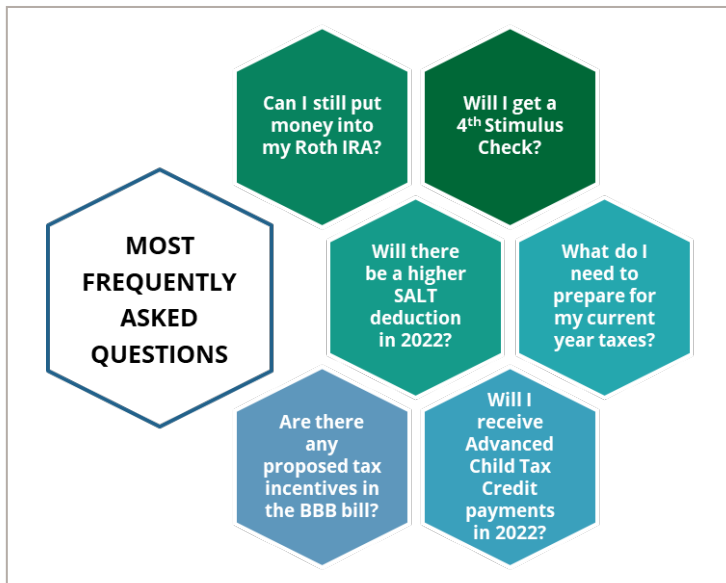 MOST
FREQUENTLY
ASKED
QUESTIONS
Can I still put
money into
my Roth IRA?
Will I get a
4th Stimulus
Check?
Will there
be a higher
SALT
deduction
in 2022?
What do I
need to
prepare for
my current
year taxes?
Are there
any
proposed tax
incentives in
the BBB bill?
Will I
receive
Advanced
Child Tax
Credit
payments
in 2022?